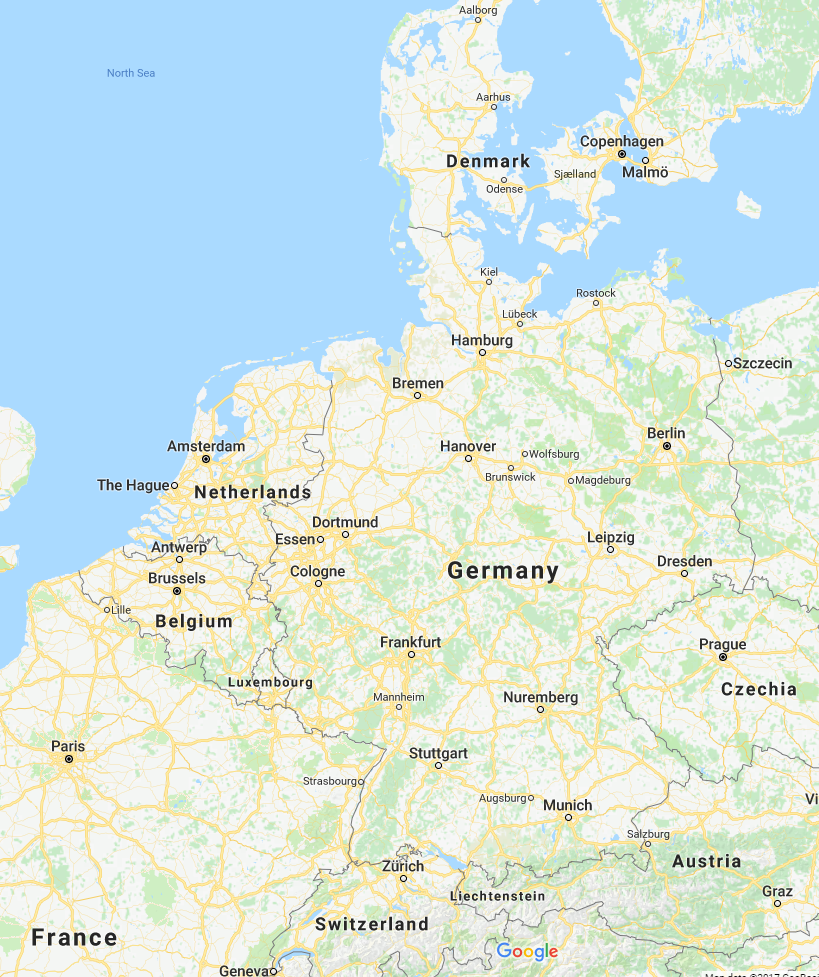 Aalborg
North Sea
Aarhus
Copenhagen
Denmark
Malmö
Sjælland
Odense
Kiel
Rostock
Lübeck
Hamburg
Szczecin
Bremen
Berlin
Amsterdam
Hanover
Wolfsburg
Brunswick
Magdeburg
The Hague
Netherlands
Dortmund
Essen
Leipzig
Antwerp
Dresden
Cologne
Germany
Brussels
Lille
Belgium
Frankfurt
Prague
Luxembourg
Czechia
Mannheim
Nuremberg
Paris
Stuttgart
Strasbourg
Augsburg
Munich
Vi
Salzburg
Austria
Zürich
Liechtenstein
Graz
Switzerland
France
Google
Geneva